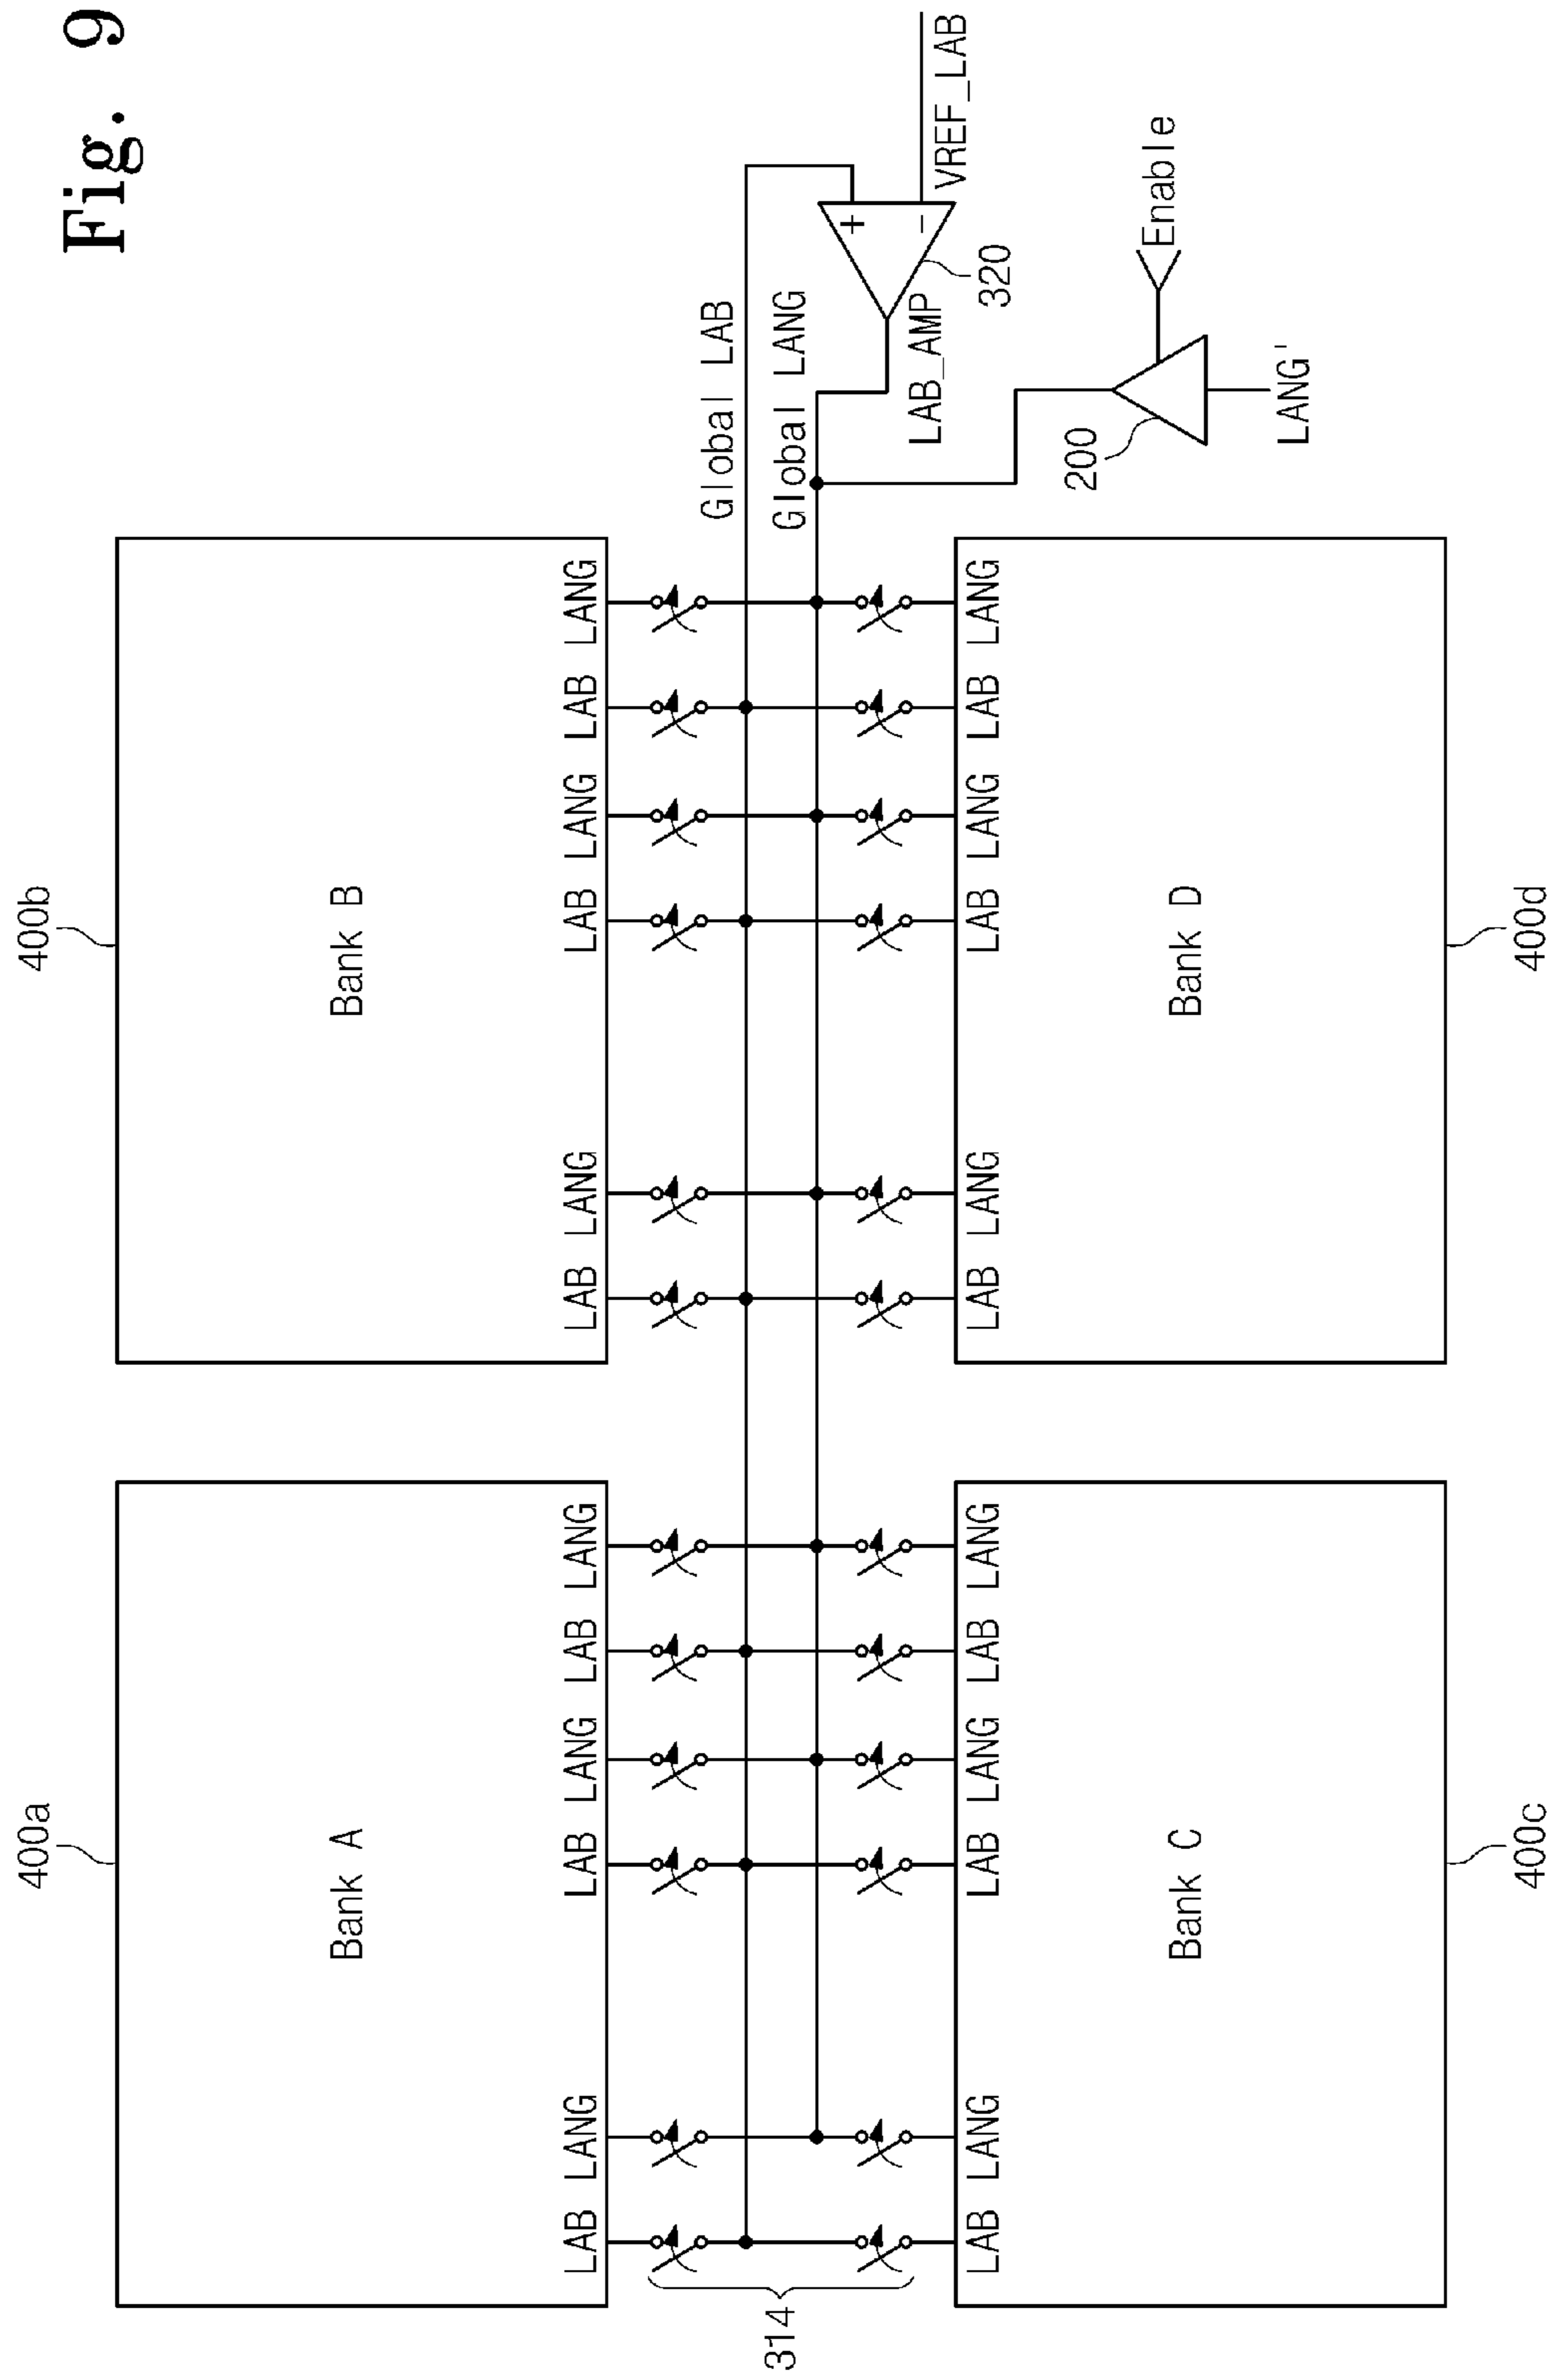 Fig. 9
400a
400b
Bank A
Bank B
LAB LANG LAB LANG LAB LANG
LAB LANG LAB LANG LAB LANG
314
Global LAB
Global LANG
+
-
LAB_AMP
320
VREF_LAB
LAB LANG LAB LANG LAB LANG
LAB LANG LAB LANG LAB LANG
200
Enable
LANG'
Bank C
Bank D
400c
400d